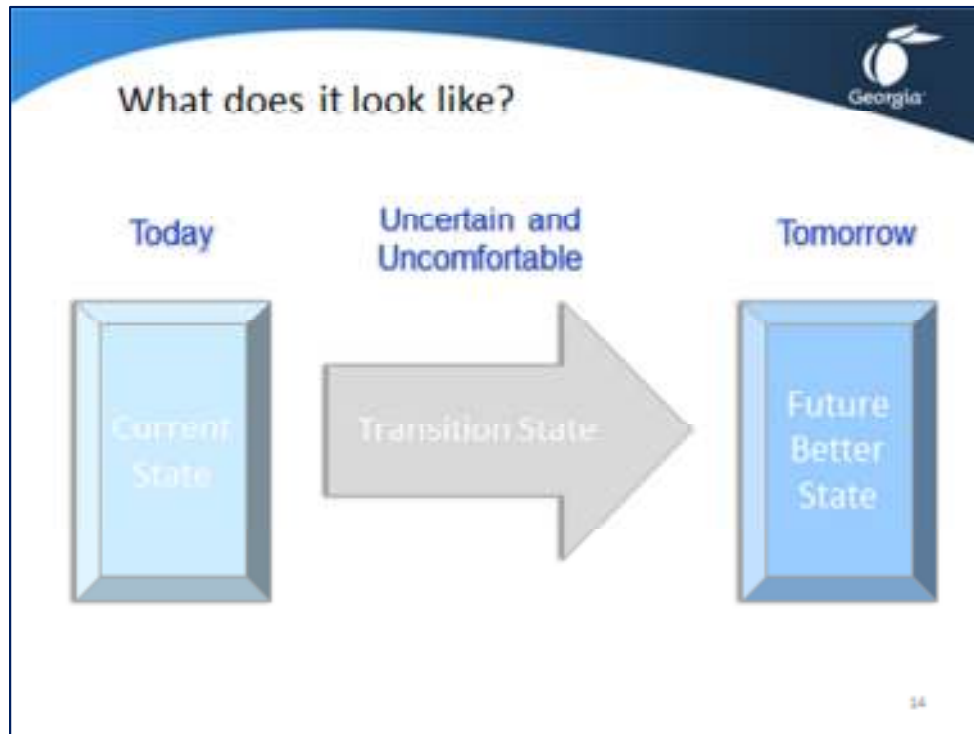 Georgia
What does it look like?
Today
Uncertain and
Uncomfortable
Tomorrow
Current
State
Transition State
Future
Better
State
14